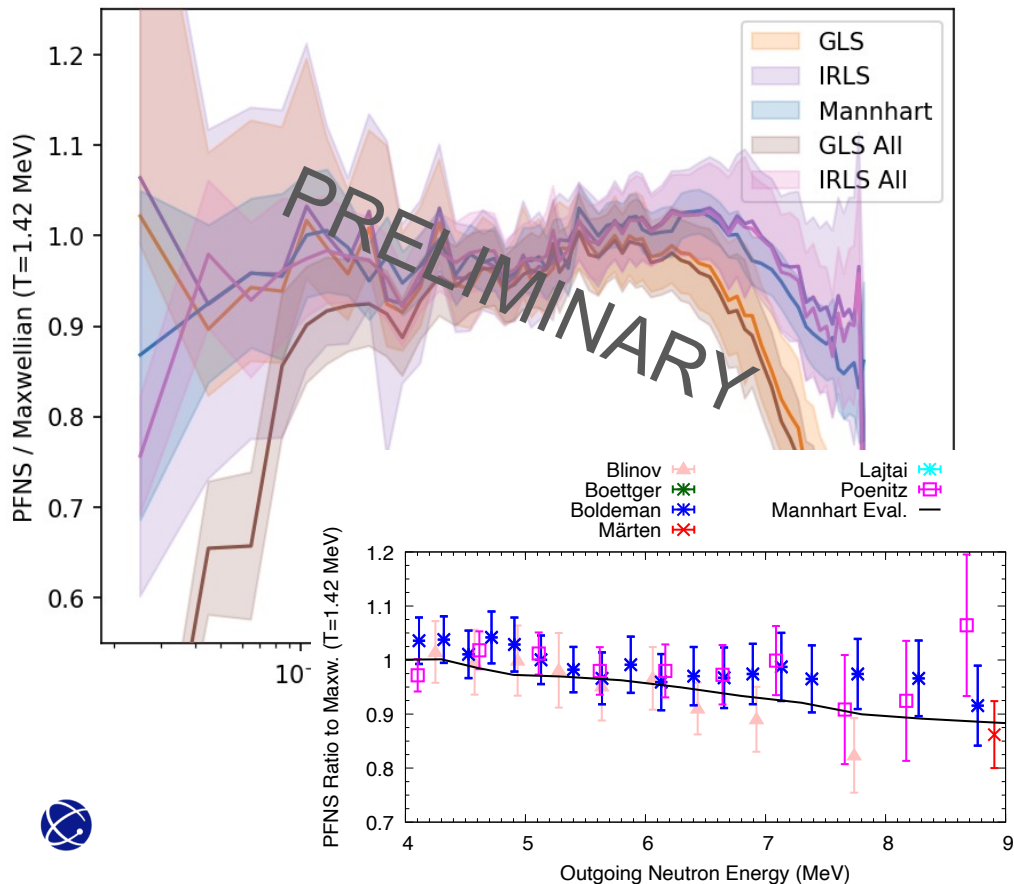 GLS
IRLS
Mannhart
GLS All
IRLS All
PFNS / Maxwellian (T=1.42 MeV)
1.2
1.1
1.0
0.9
0.8
0.7
0.6
PRELIMINARY
10⁻
Blinov
Boettger
Boldeman
Märten
Lajtai
Poenitz
Mannhart Eval.
PFNS Ratio to Maxw. (T=1.42 MeV)
1.2
1.1
1
0.9
0.8
0.7
4 5 6 7 8 9
Outgoing Neutron Energy (MeV)